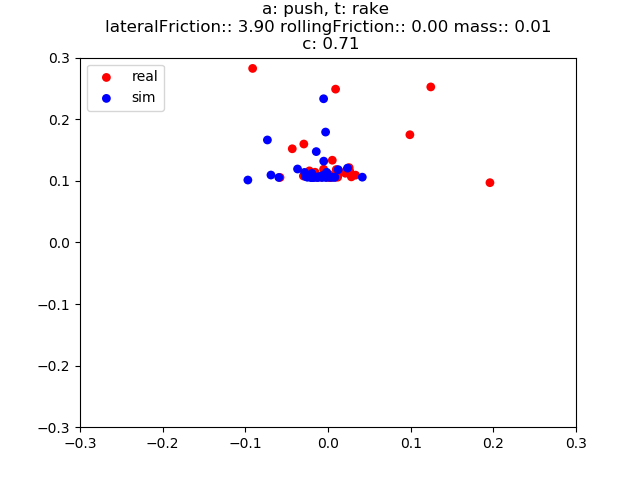 a: push, t: rake
lateralFriction:: 3.90 rollingFriction:: 0.00 mass:: 0.01
c: 0.71
real
sim
0.3
0.2
0.1
0.0
−0.1
−0.2
−0.3
−0.3
−0.2
−0.1
0.0
0.1
0.2
0.3